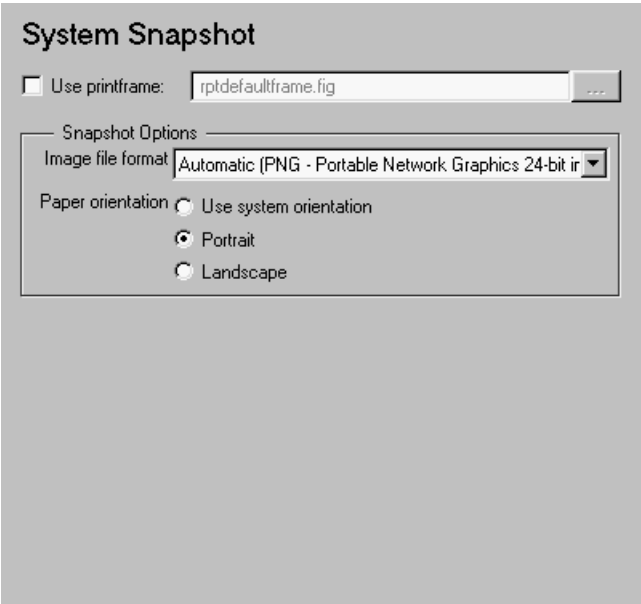 System Snapshot
Use printframe: rptdefaultframe.fig ...
Snapshot Options
Image file format Automatic (PNG - Portable Network Graphics 24-bit ir
Paper orientation Use system orientation
Portrait
Landscape